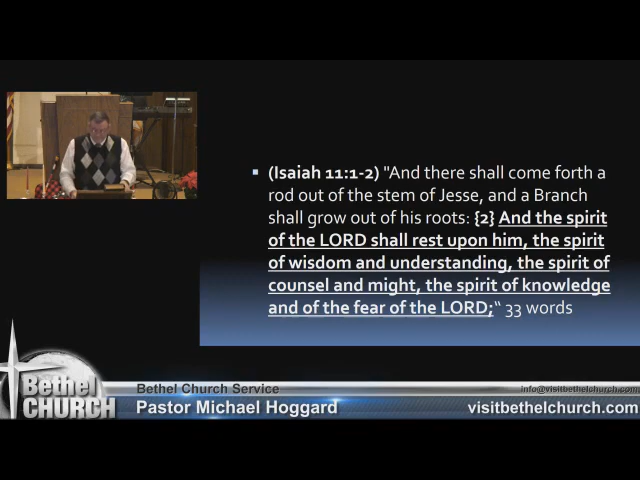 ▪ (Isaiah 11:1-2) "And there shall come forth a
rod out of the stem of Jesse, and a Branch
shall grow out of his roots: {2} And the spirit
of the LORD shall rest upon him, the spirit
of wisdom and understanding, the spirit of
counsel and might, the spirit of knowledge
and of the fear of the LORD;“ 33 words
Bethel
CHURCH
Bethel Church Service
info@visitbethelchurch.com
Pastor Michael Hoggard
visitbethelchurch.com